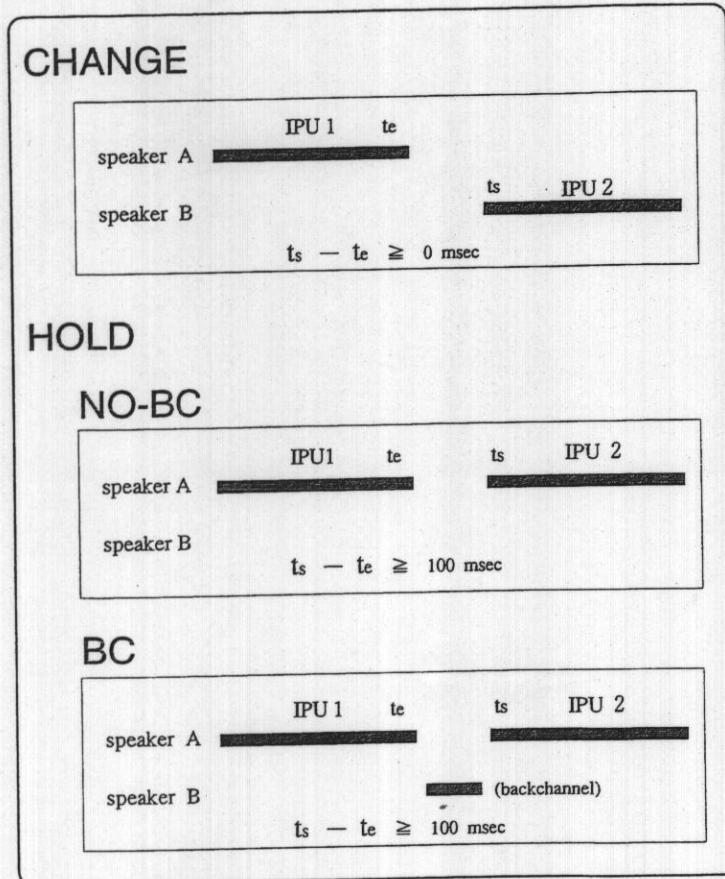 CHANGE
IPU 1 te
speaker A
ts IPU 2
speaker B
ts — te ≧ 0 msec
HOLD
NO-BC
IPU1 te ts IPU 2
speaker A
speaker B
ts — te ≧ 100 msec
BC
IPU 1 te ts IPU 2
speaker A
speaker B (backchannel)
ts — te ≧ 100 msec